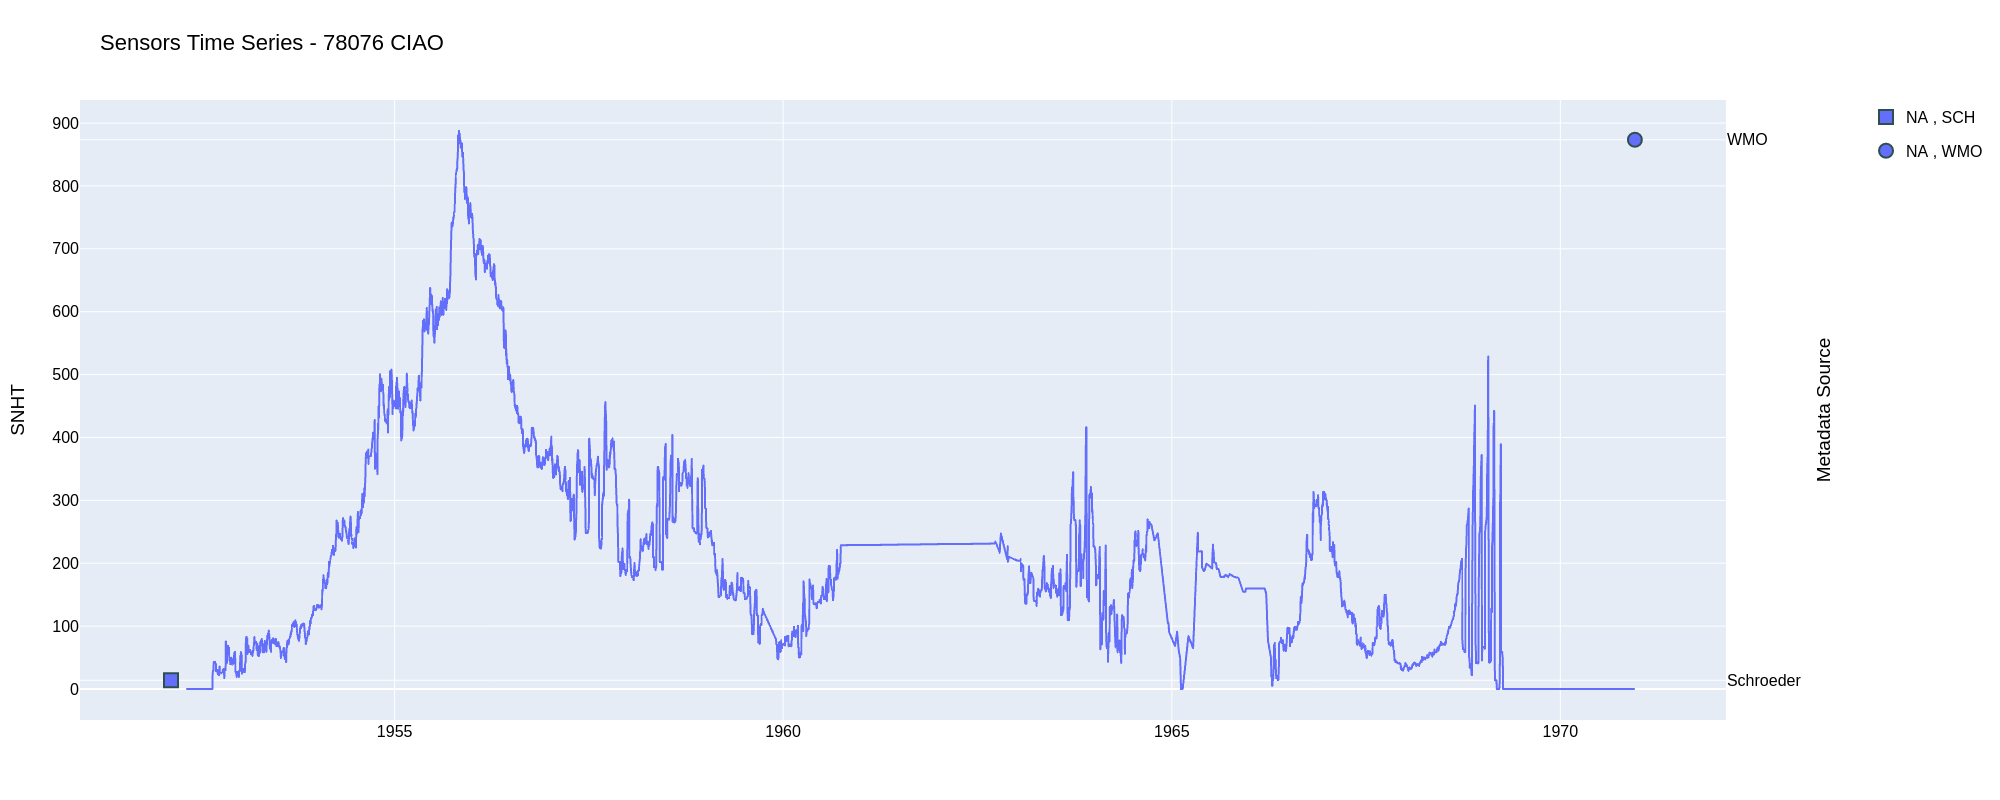 Sensors Time Series - 78076 CIAO
NA , SCH
NA , WMO
900
800
700
600
500
400
300
200
100
0
SNHT
WMO
Schroeder
Metadata Source
1955
1960
1965
1970